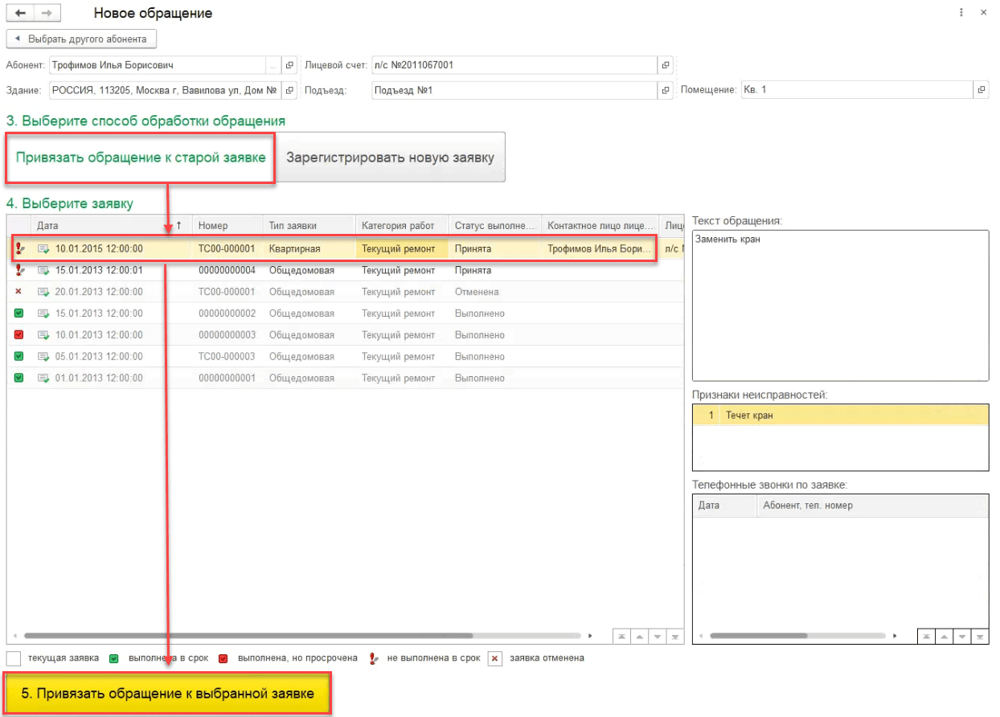 Новое обращение
Выбрать другого абонента
Абонент: Трофимов Илья Борисович ... Лицевой счет: л/с №2011067001
Здание: РОССИЯ, 113205, Москва г, Вавилова ул, Дом № Подъезд: Подъезд №1 Помещение: Кв. 1
3. Выберите способ обработки обращения
Привязать обращение к старой заявке Зарегистрировать новую заявку
4. Выберите заявку
Дата ↑ Номер Тип заявки Категория работ Статус выполне... Контактное лицо лице... Лице
10.01.2015 12:00:00 ТС00-000001 Квартирная Текущий ремонт Принята Трофимов Илья Бори... л/с
15.01.2013 12:00:01 00000000004 Общедомовая Текущий ремонт Принята
20.01.2013 12:00:00 ТС00-000001 Общедомовая Текущий ремонт Отменена
15.01.2013 12:00:00 00000000002 Общедомовая Текущий ремонт Выполнено
10.01.2013 12:00:00 00000000003 Общедомовая Текущий ремонт Выполнено
05.01.2013 12:00:00 ТС00-000003 Общедомовая Текущий ремонт Выполнено
01.01.2013 12:00:00 00000000001 Общедомовая Текущий ремонт Выполнено
Текст обращения:
Заменить кран
Признаки неисправностей:
1 Течет кран
Телефонные звонки по заявке:
Дата Абонент, тел. номер
текущая заявка выполнена в срок выполнена, но просрочена не выполнена в срок заявка отменена
5. Привязать обращение к выбранной заявке